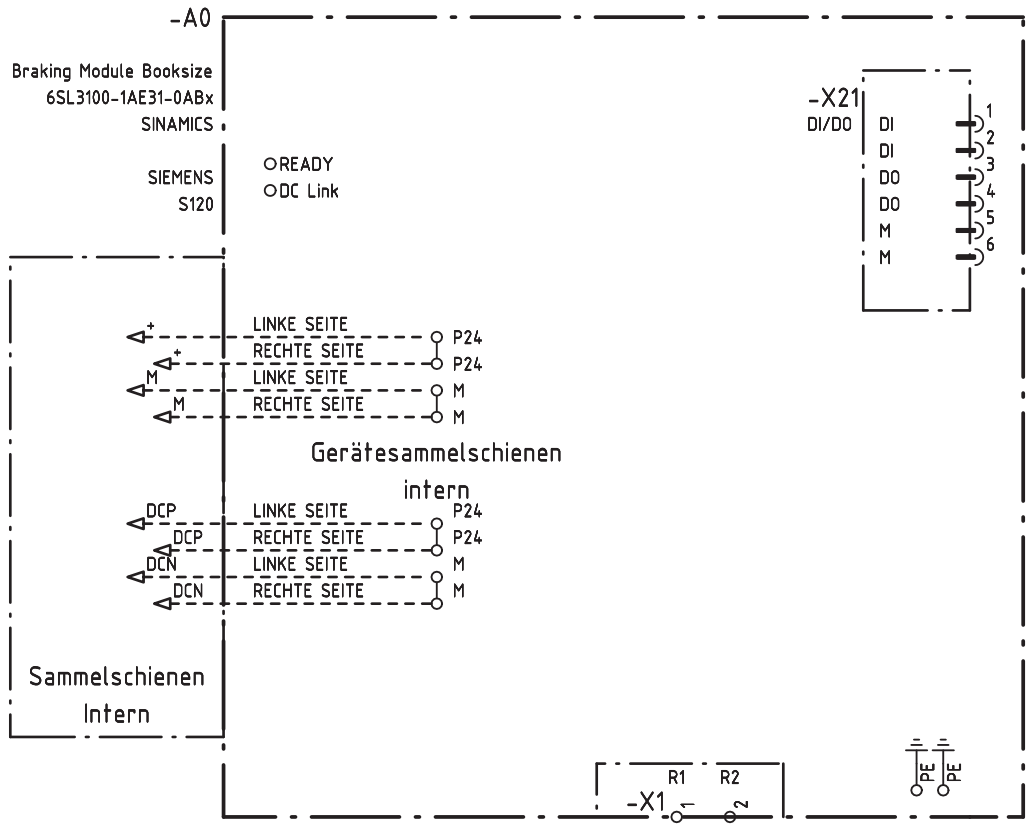 -A0
Braking Module Booksize
6SL3100-1AE31-0ABx
SINAMICS
SIEMENS
S120
READY
DC Link
-X21
DI/DO
DI 1
DI 2
DO 3
DO 4
M 5
M 6
+ LINKE SEITE P24
+ RECHTE SEITE P24
M LINKE SEITE M
M RECHTE SEITE M
Gerätesammelschienen
intern
DCP LINKE SEITE P24
DCP RECHTE SEITE P24
DCN LINKE SEITE M
DCN RECHTE SEITE M
Sammelschienen
Intern
R1 R2
-X1 1 2
PE PE